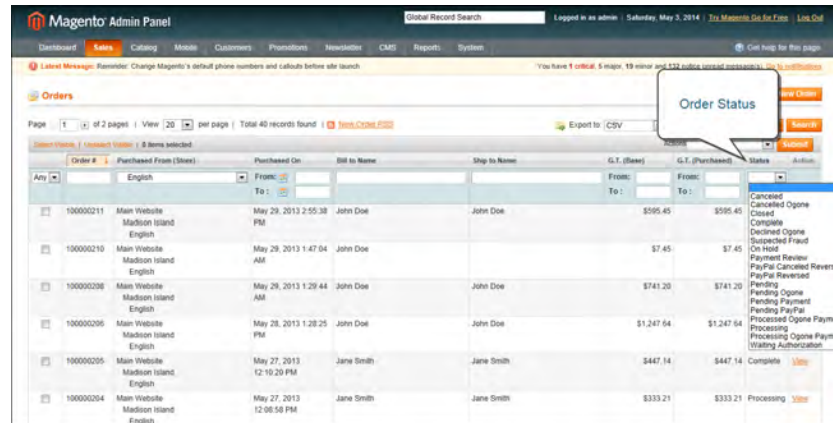 Magento Admin Panel
Global Record Search
Logged in as admin | Saturday, May 3, 2014 | Try Magento Go for Free | Log Out
Dashboard Sales Catalog Mobile Customers Promotions Newsletter CMS Reports System
Get help for this page
Latest Message: Reminder: Change Magento's default phone numbers and callouts before site launch
You have 1 critical, 5 major, 19 minor and 132 notice unread message(s). Go to notifications
Orders
New Order
Order Status
Page 1 of 2 pages | View 20 per page | Total 40 records found | New Order RSS
Export to: CSV
Search
Select Visible | Unselect Visible | 8 items selected
Actions
Submit
Order # Purchased From (Store) Purchased On Bill to Name Ship to Name G.T. (Base) G.T. (Purchased) Status Action
Any English From: From: From:
To : To : To :
Canceled
Cancelled Ogone
Closed
Complete
Declined Ogone
Suspected Fraud
On Hold
Payment Review
PayPal Canceled Revers
PayPal Reversed
Pending
Pending Ogone
Pending Payment
Pending PayPal
Processed Ogone Paym
Processing
Processing Ogone Paym
Waiting Authorization
100000211 Main Website May 29, 2013 2:55:38 John Doe John Doe $595.45 $595.45
Madison Island PM
English
100000210 Main Website May 29, 2013 1:47:04 John Doe $7.45 $7.45
Madison Island AM
English
100000208 Main Website May 29, 2013 1:29:44 John Doe John Doe $741.20 $741.20
Madison Island AM
English
100000206 Main Website May 28, 2013 1:28:25 John Doe John Doe $1,247.64 $1,247.64
Madison Island PM
English
100000205 Main Website May 27, 2013 Jane Smith Jane Smith $447.14 $447.14 Complete View
Madison Island 12:10:20 PM
English
100000204 Main Website May 27, 2013 Jane Smith Jane Smith $333.21 $333.21 Processing View
Madison Island 12:08:58 PM
English